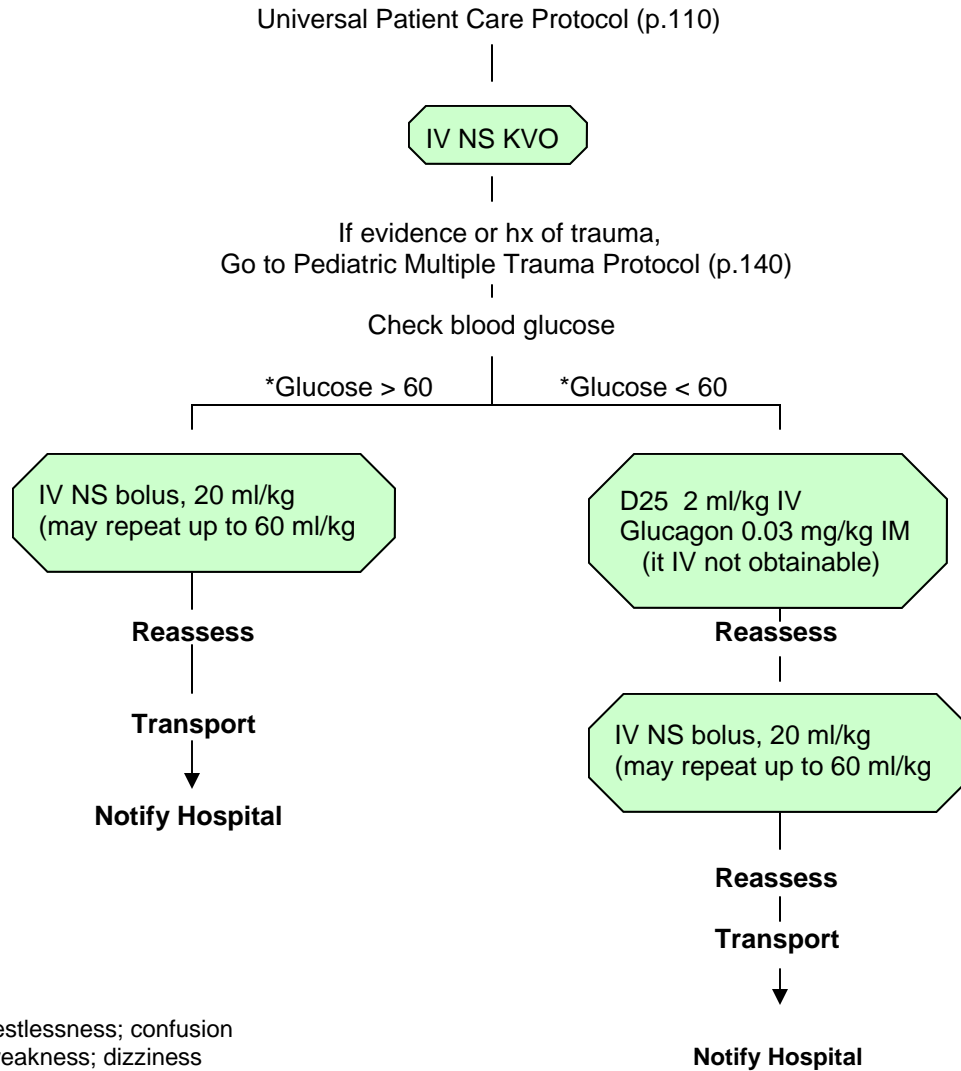 Universal Patient Care Protocol (p.110)
IV NS KVO
If evidence or hx of trauma,
Go to Pediatric Multiple Trauma Protocol (p.140)
Check blood glucose
*Glucose > 60
*Glucose < 60
IV NS bolus, 20 ml/kg
(may repeat up to 60 ml/kg
Reassess
Transport
Notify Hospital
D25 2 ml/kg IV
Glucagon 0.03 mg/kg IM
(it IV not obtainable)
Reassess
IV NS bolus, 20 ml/kg
(may repeat up to 60 ml/kg
Reassess
Transport
Notify Hospital
estlessness; confusion
eakness; dizziness